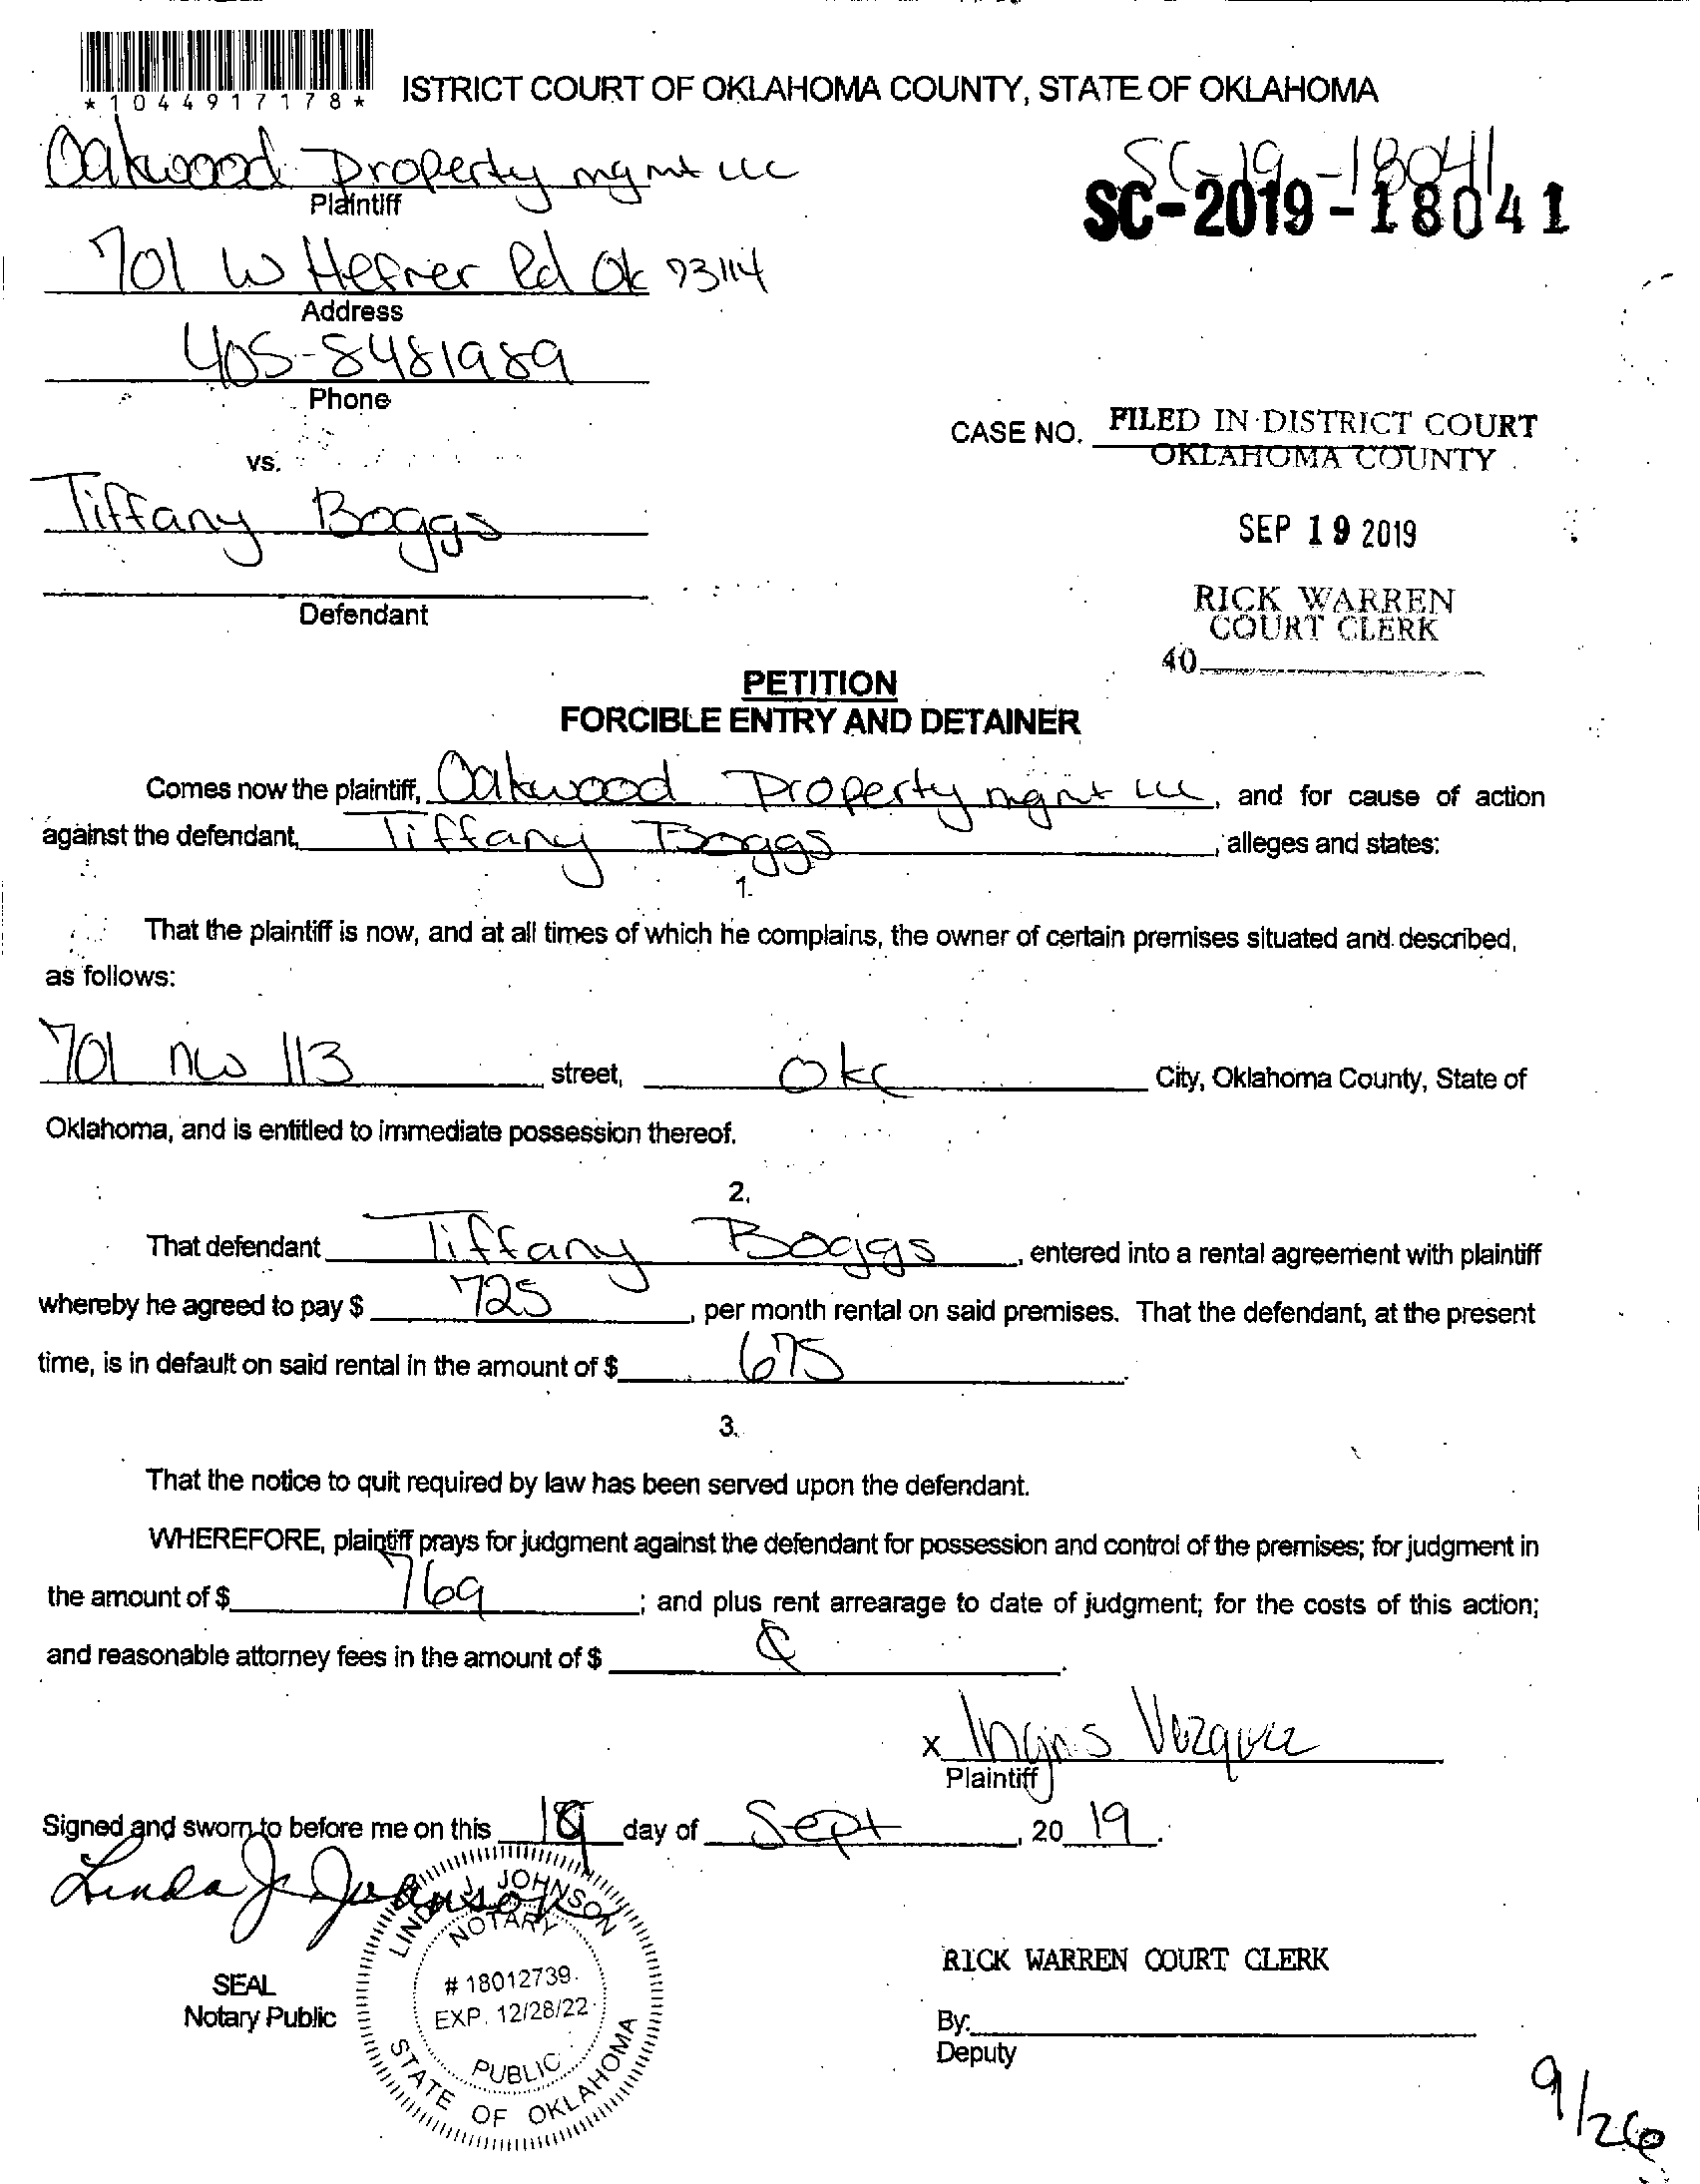 *1044917178*
ISTRICT COURT OF OKLAHOMA COUNTY, STATE OF OKLAHOMA
Oakwood Property mgmt LLC
Plaintiff
SC-19-18041
SC-2019-18041
701 W Hefner Rd Ok 73114
Address
405-8481989
Phone
CASE NO.
FILED IN DISTRICT COURT
OKLAHOMA COUNTY
vs.
Tiffany Boggs
SEP 19 2019
Defendant
RICK WARREN
COURT CLERK
40
PETITION
FORCIBLE ENTRY AND DETAINER
Comes now the plaintiff, Oakwood Property mgmt LLC, and for cause of action
against the defendant, Tiffany Boggs, alleges and states:
1.
That the plaintiff is now, and at all times of which he complains, the owner of certain premises situated and described,
as follows:
701 nw 113 street, OKC City, Oklahoma County, State of
Oklahoma, and is entitled to immediate possession thereof.
2.
That defendant Tiffany Boggs, entered into a rental agreement with plaintiff
whereby he agreed to pay $ 725, per month rental on said premises. That the defendant, at the present
time, is in default on said rental in the amount of $ 675.
3.
That the notice to quit required by law has been served upon the defendant.
WHEREFORE, plaintiff prays for judgment against the defendant for possession and control of the premises; for judgment in
the amount of $ 769; and plus rent arrearage to date of judgment; for the costs of this action;
and reasonable attorney fees in the amount of $.
X
Plaintiff
Signed and sworn to before me on this 19 day of Sept, 2019.
Linda J. Johnson
LINDA J. JOHNSON
NOTARY
# 18012739
EXP. 12/28/22
PUBLIC
STATE OF OKLAHOMA
SEAL
Notary Public
RICK WARREN COURT CLERK
By:
Deputy
9/26